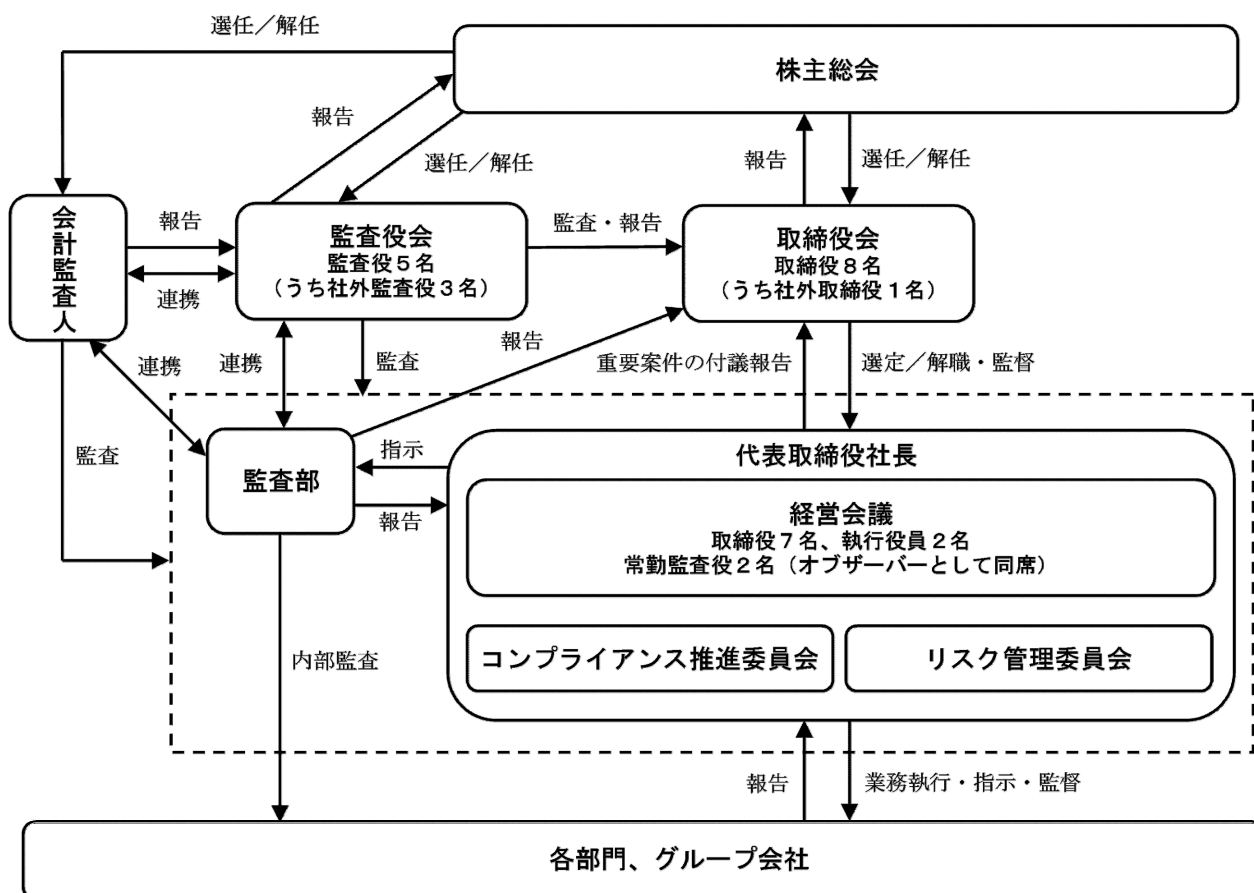 選任／解任
株主総会
報告
選任／解任
報告
選任／解任
会計監査人
報告
連携
監査役会
監査役５名
（うち社外監査役３名）
監査・報告
取締役会
取締役８名
（うち社外取締役１名）
連携
連携
監査
報告
重要案件の付議報告
選定／解職・監督
監査
監査部
指示
報告
代表取締役社長
経営会議
取締役７名、執行役員２名
常勤監査役２名（オブザーバーとして同席）
コンプライアンス推進委員会
リスク管理委員会
内部監査
報告
業務執行・指示・監督
各部門、グループ会社